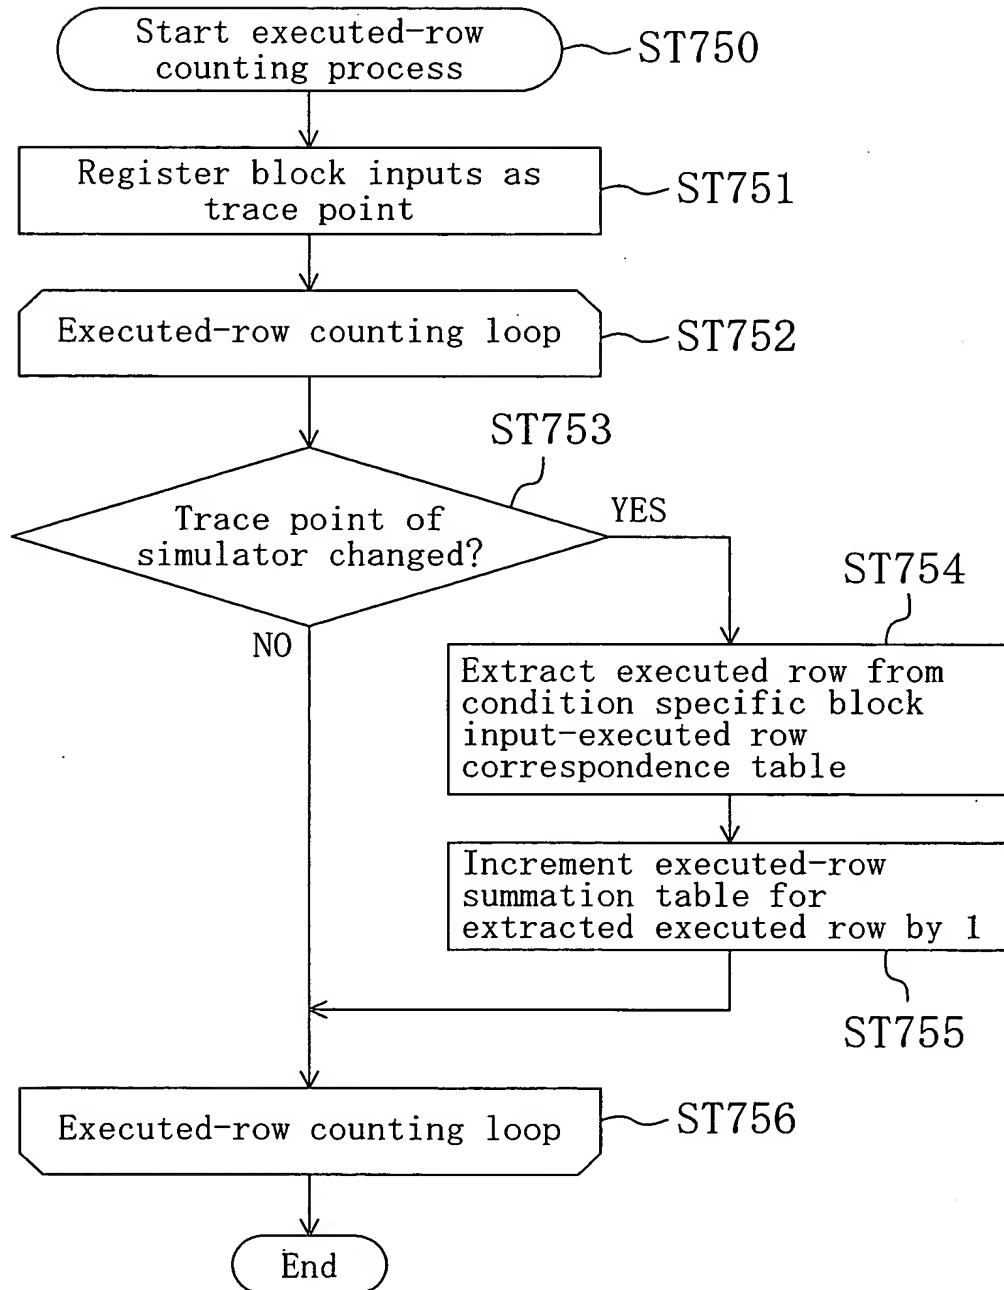 Start executed-row
counting process
ST750
Register block inputs as
trace point
ST751
Executed-row counting loop
ST752
ST753
Trace point of
simulator changed?
YES
NO
ST754
Extract executed row from
condition specific block
input-executed row
correspondence table
Increment executed-row
summation table for
extracted executed row by 1
ST755
Executed-row counting loop
ST756
End